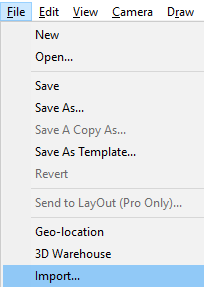 File Edit View Camera Draw
New
Open...
Save
Save As...
Save A Copy As...
Save As Template...
Revert
Send to LayOut (Pro Only)...
Geo-location
3D Warehouse
Import...